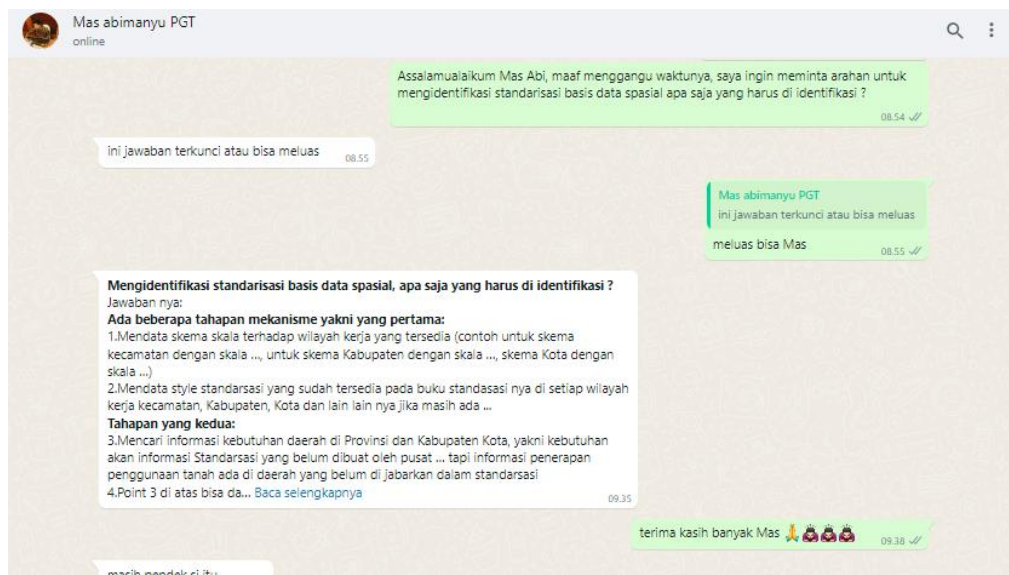 Mas abimanyu PGT
online
Assalamualaikum Mas Abi, maaf menggangu waktunya, saya ingin meminta arahan untuk
mengidentifikasi standarisasi basis data spasial apa saja yang harus di identifikasi ?
08.54
ini jawaban terkunci atau bisa meluas
08.55
Mas abimanyu PGT
ini jawaban terkunci atau bisa meluas
meluas bisa Mas
08.55
Mengidentifikasi standarisasi basis data spasial, apa saja yang harus di identifikasi ?
Jawaban nya:
Ada beberapa tahapan mekanisme yakni yang pertama:
1.Mendata skema skala terhadap wilayah kerja yang tersedia (contoh untuk skema
kecamatan dengan skala ..., untuk skema Kabupaten dengan skala ..., skema Kota dengan
skala ...)
2.Mendata style standarsasi yang sudah tersedia pada buku standasasi nya di setiap wilayah
kerja kecamatan, Kabupaten, Kota dan lain lain nya jika masih ada ...
Tahapan yang kedua:
3.Mencari informasi kebutuhan daerah di Provinsi dan Kabupaten Kota, yakni kebutuhan
akan informasi Standarsasi yang belum dibuat oleh pusat ... tapi informasi penerapan
penggunaan tanah ada di daerah yang belum di jabarkan dalam standarsasi
4.Point 3 di atas bisa da... Baca selengkapnya
09.35
terima kasih banyak Mas 🙏🙇‍♀️🙇‍♀️🙇‍♀️
09.38
masih pendek si itu